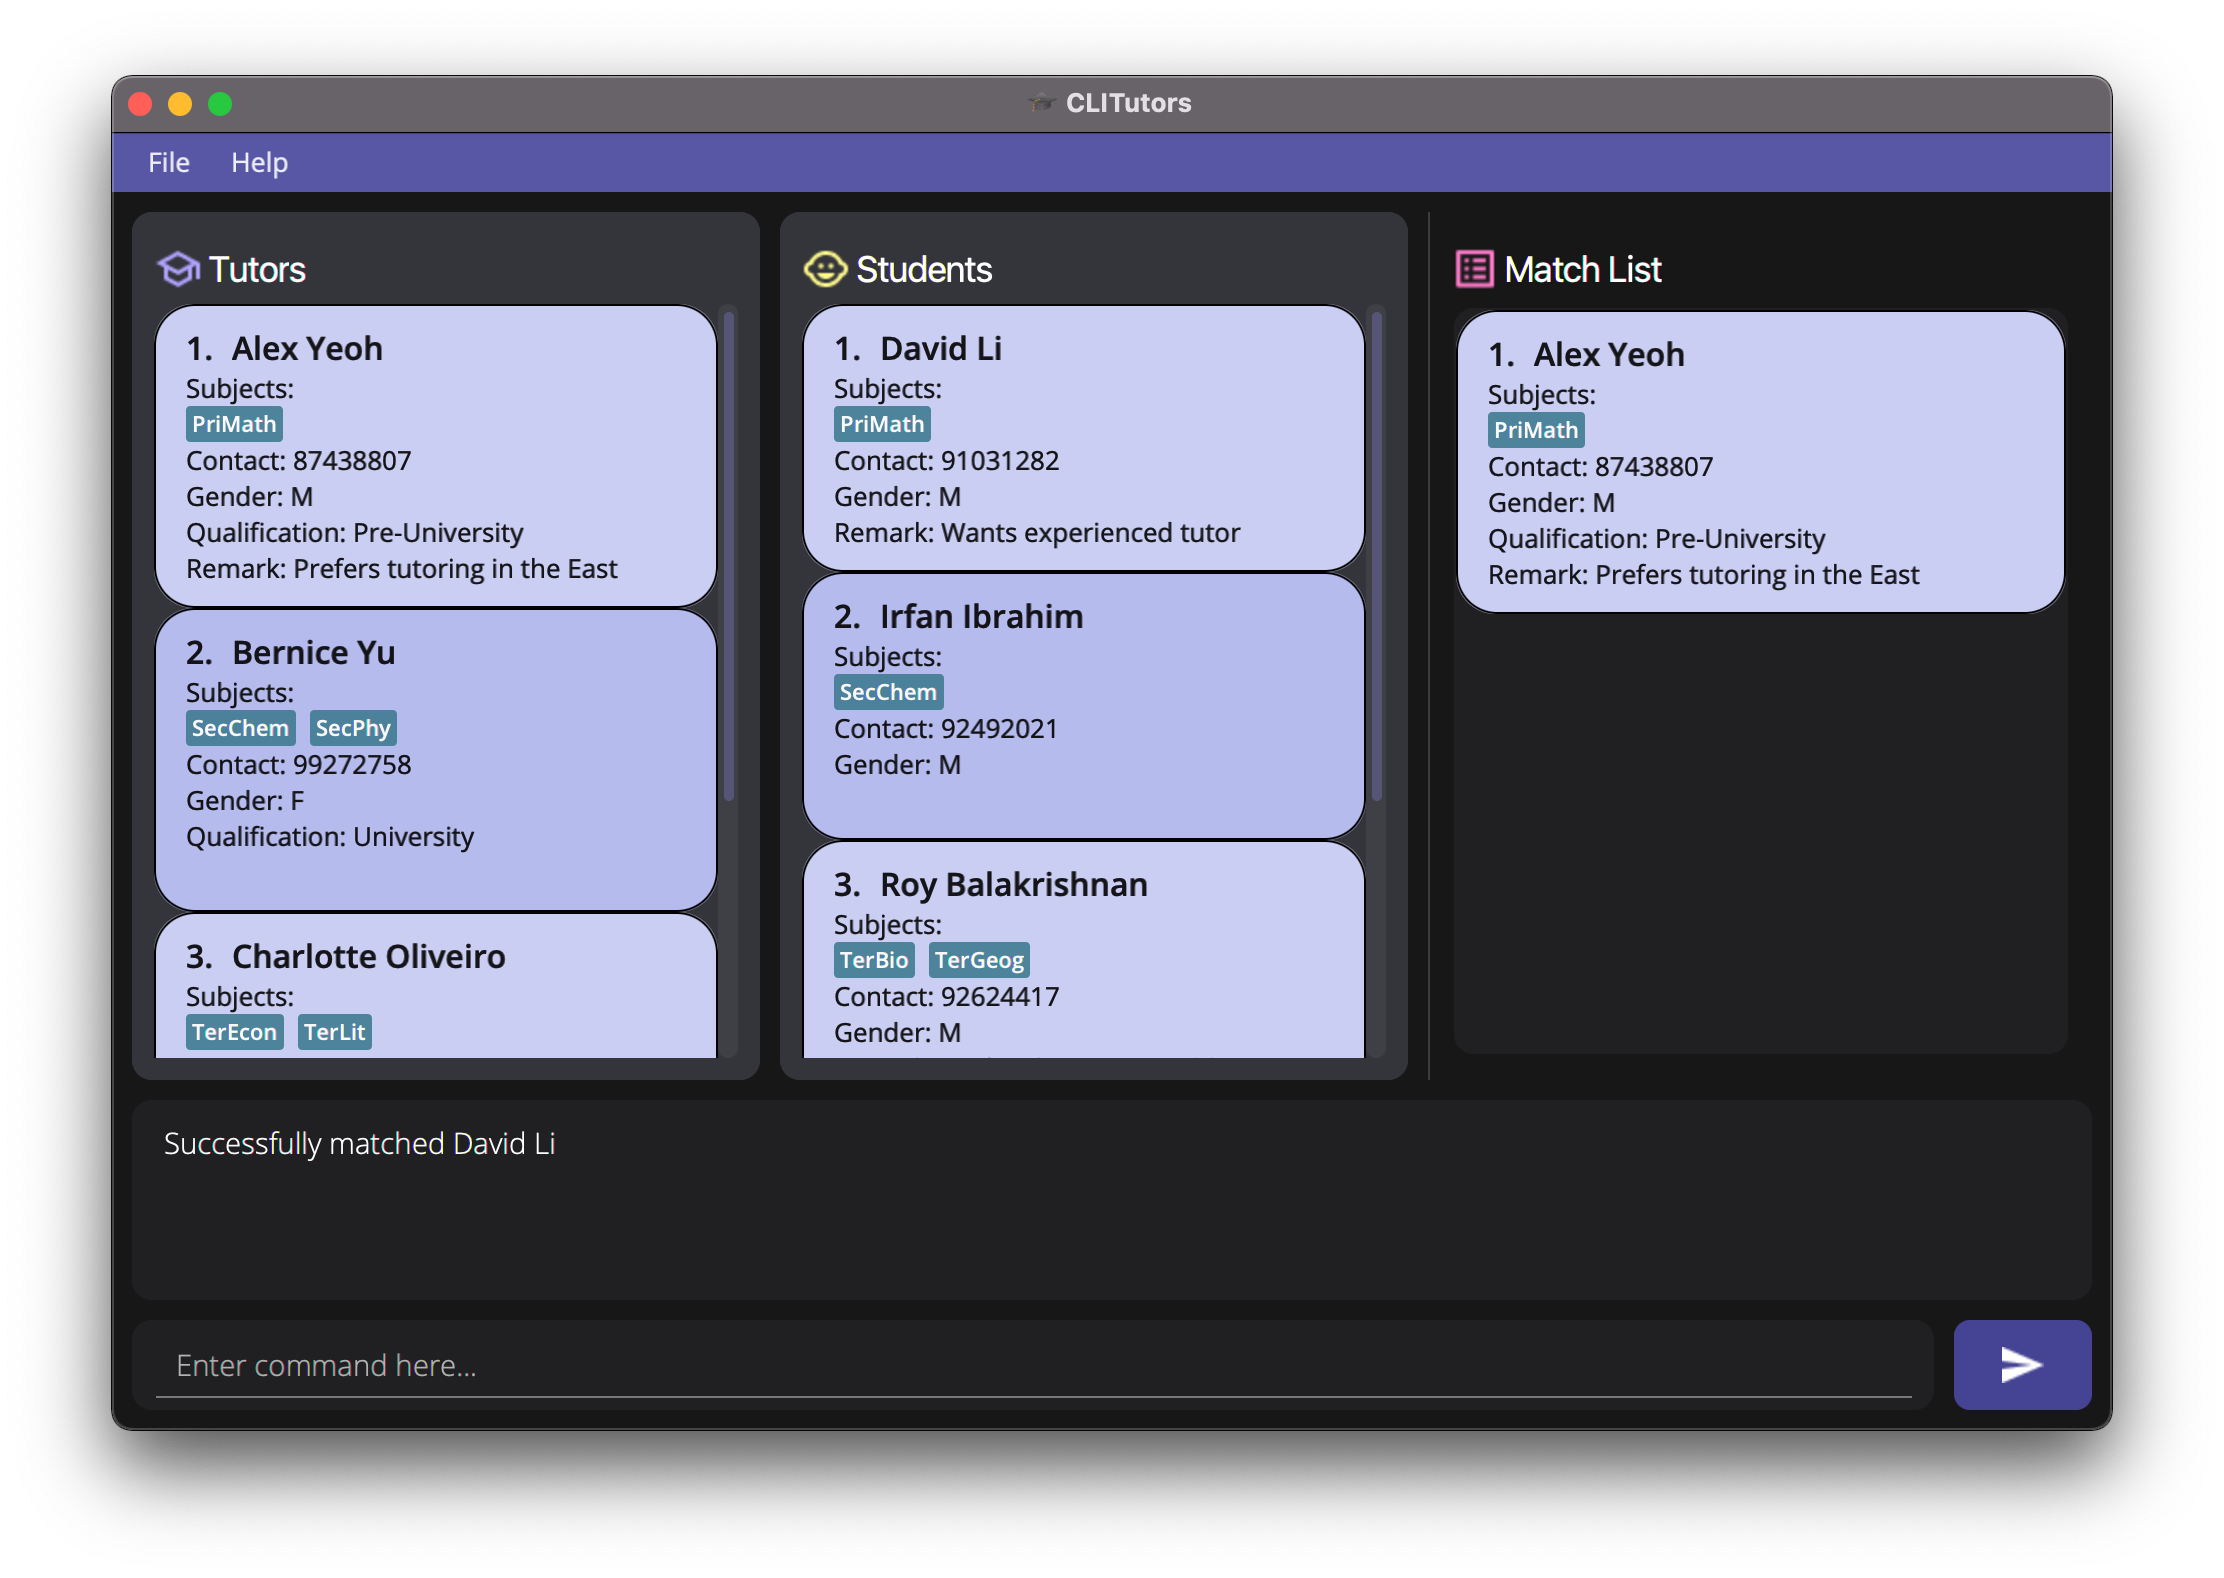 CLITutors
File Help
Tutors
1. Alex Yeoh
Subjects:
PriMath
Contact: 87438807
Gender: M
Qualification: Pre-University
Remark: Prefers tutoring in the East
2. Bernice Yu
Subjects:
SecChem SecPhy
Contact: 99272758
Gender: F
Qualification: University
3. Charlotte Oliveiro
Subjects:
TerEcon TerLit
Students
1. David Li
Subjects:
PriMath
Contact: 91031282
Gender: M
Remark: Wants experienced tutor
2. Irfan Ibrahim
Subjects:
SecChem
Contact: 92492021
Gender: M
3. Roy Balakrishnan
Subjects:
TerBio TerGeog
Contact: 92624417
Gender: M
Match List
1. Alex Yeoh
Subjects:
PriMath
Contact: 87438807
Gender: M
Qualification: Pre-University
Remark: Prefers tutoring in the East
Successfully matched David Li
Enter command here...